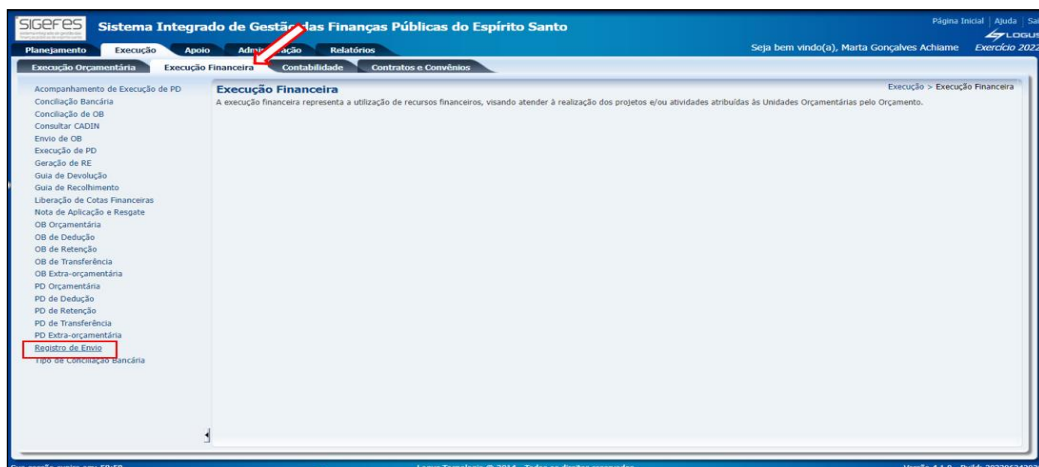 Página Inicial | Ajuda | Sai
SIGEFES Sistema Integrado de Gestão das Finanças Públicas do Espírito Santo
LOGUS
Planejamento Execução Apoio Administração Relatórios Seja bem vindo(a), Marta Gonçalves Achiame Exercício 2022
Execução Orçamentária Execução Financeira Contabilidade Contratos e Convênios
Execução > Execução Financeira
Acompanhamento de Execução de PD
Conciliação Bancária
Conciliação de OB
Consultar CADIN
Envio de OB
Execução de PD
Geração de RE
Guia de Devolução
Guia de Recolhimento
Liberação de Cotas Financeiras
Nota de Aplicação e Resgate
OB Orçamentária
OB de Dedução
OB de Retenção
OB de Transferência
OB Extra-orçamentária
PD Orçamentária
PD de Dedução
PD de Retenção
PD de Transferência
PD Extra-orçamentária
Registro de Envio
Tipo de Conciliação Bancária
Execução Financeira
A execução financeira representa a utilização de recursos financeiros, visando atender à realização dos projetos e/ou atividades atribuídas às Unidades Orçamentárias pelo Orçamento.